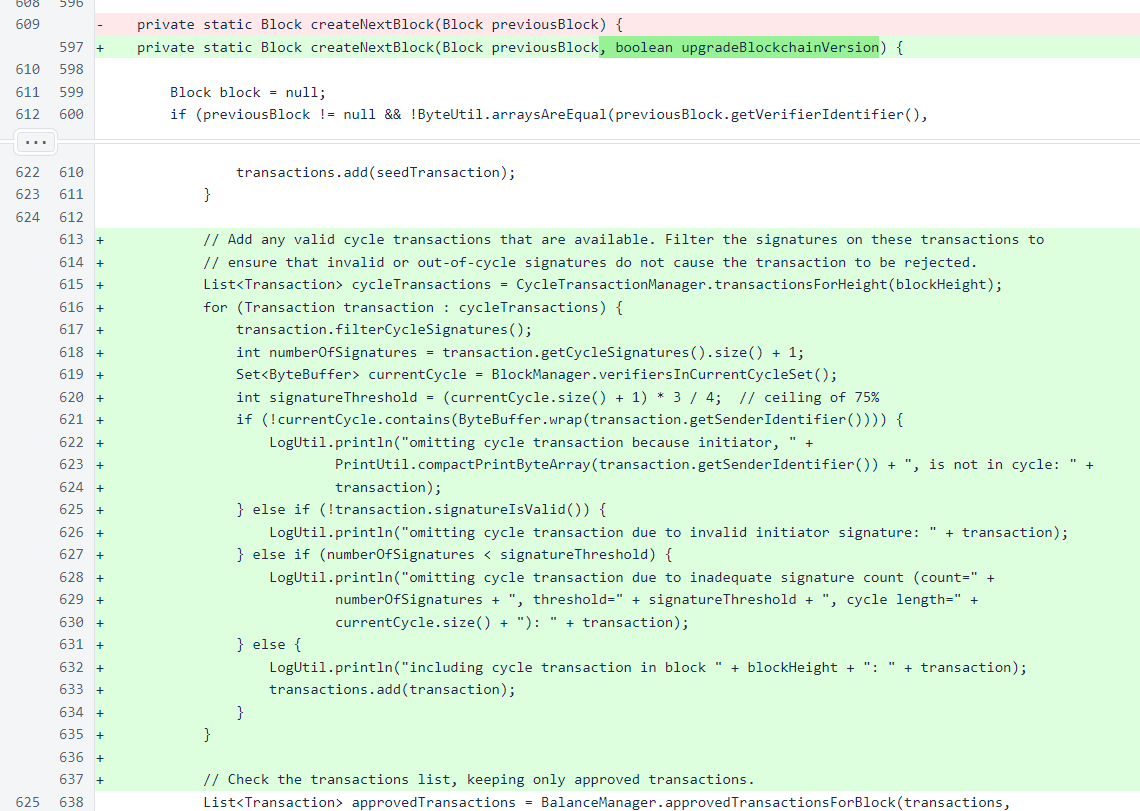 608 596
609 - private static Block createNextBlock(Block previousBlock) {
597 + private static Block createNextBlock(Block previousBlock, boolean upgradeBlockchainVersion) {
610 598
611 599 Block block = null;
612 600 if (previousBlock != null && !ByteUtil.arraysAreEqual(previousBlock.getVerifierIdentifier(),
...
622 610 transactions.add(seedTransaction);
623 611 }
624 612
613 + // Add any valid cycle transactions that are available. Filter the signatures on these transactions to
614 + // ensure that invalid or out-of-cycle signatures do not cause the transaction to be rejected.
615 + List<Transaction> cycleTransactions = CycleTransactionManager.transactionsForHeight(blockHeight);
616 + for (Transaction transaction : cycleTransactions) {
617 + transaction.filterCycleSignatures();
618 + int numberOfSignatures = transaction.getCycleSignatures().size() + 1;
619 + Set<ByteBuffer> currentCycle = BlockManager.verifiersInCurrentCycleSet();
620 + int signatureThreshold = (currentCycle.size() + 1) * 3 / 4;  // ceiling of 75%
621 + if (!currentCycle.contains(ByteBuffer.wrap(transaction.getSenderIdentifier()))) {
622 + LogUtil.println("omitting cycle transaction because initiator, " +
623 + PrintUtil.compactPrintByteArray(transaction.getSenderIdentifier()) + ", is not in cycle: " +
624 + transaction);
625 + } else if (!transaction.signatureIsValid()) {
626 + LogUtil.println("omitting cycle transaction due to invalid initiator signature: " + transaction);
627 + } else if (numberOfSignatures < signatureThreshold) {
628 + LogUtil.println("omitting cycle transaction due to inadequate signature count (count=" +
629 + numberOfSignatures + ", threshold=" + signatureThreshold + ", cycle length=" +
630 + currentCycle.size() + "): " + transaction);
631 + } else {
632 + LogUtil.println("including cycle transaction in block " + blockHeight + ": " + transaction);
633 + transactions.add(transaction);
634 + }
635 + }
636 +
637 + // Check the transactions list, keeping only approved transactions.
625 638 List<Transaction> approvedTransactions = BalanceManager.approvedTransactionsForBlock(transactions,